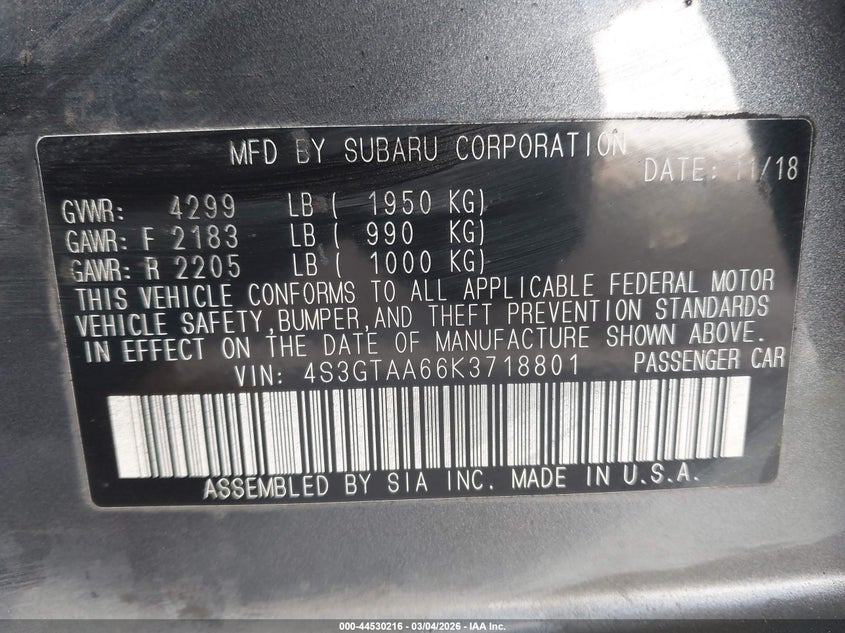 MFD BY SUBARU CORPORATION
DATE: 11/18
GVWR: 4299 LB ( 1950 KG)
GAWR: F 2183 LB ( 990 KG)
GAWR: R 2205 LB ( 1000 KG)
THIS VEHICLE CONFORMS TO ALL APPLICABLE FEDERAL MOTOR
VEHICLE SAFETY,BUMPER,AND THEFT PREVENTION STANDARDS
IN EFFECT ON THE DATE OF MANUFACTURE SHOWN ABOVE.
VIN: 4S3GTAA66K3718801 PASSENGER CAR
ASSEMBLED BY SIA INC. MADE IN U.S.A.
000-44530216 - 03/04/2026 - IAA Inc.